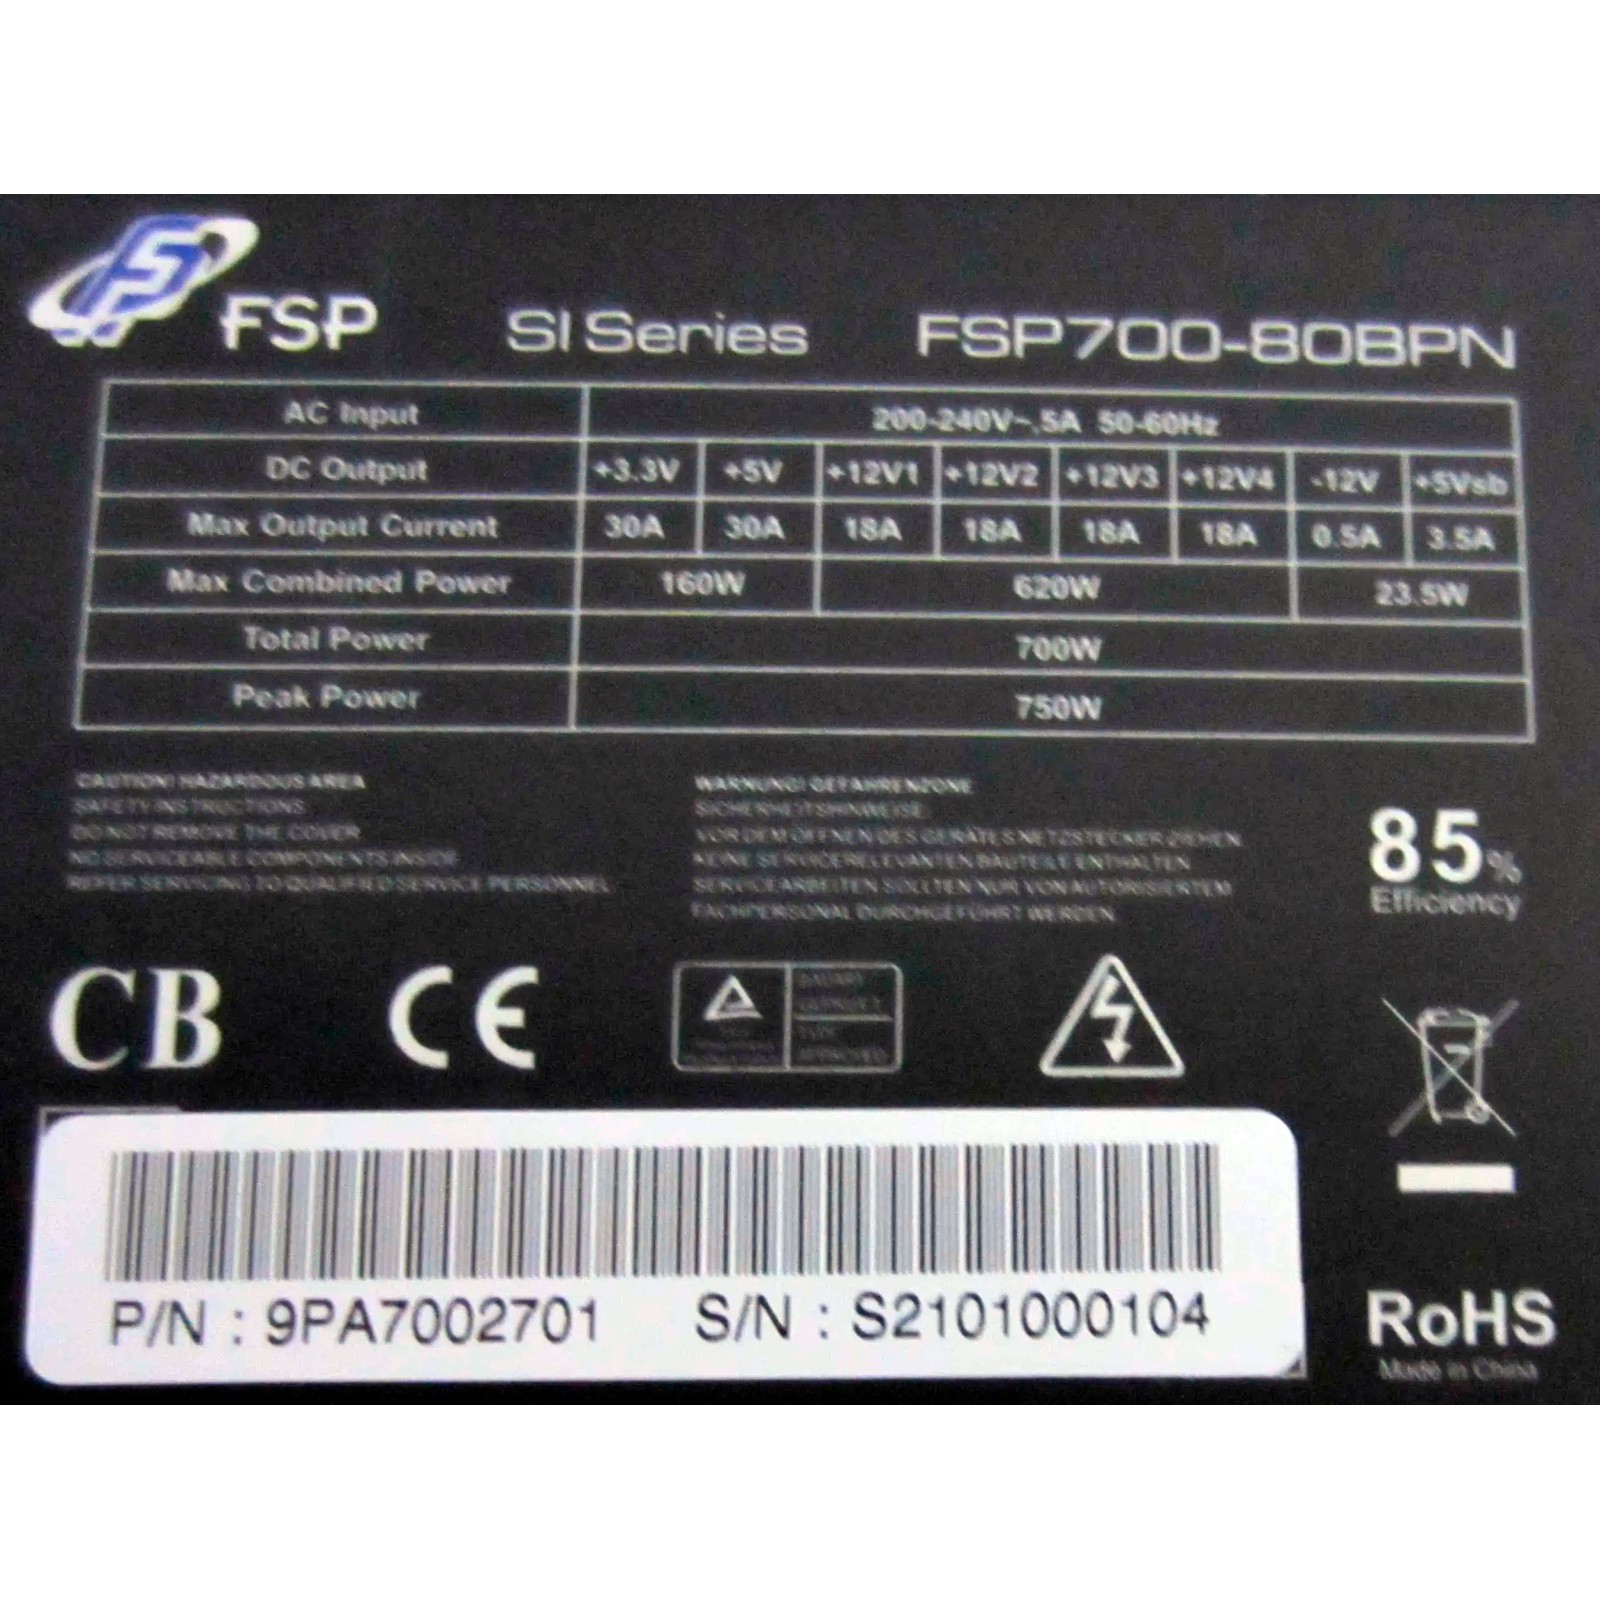 FSP SI Series FSP700-80BPN
AC Input 200-240V~,5A 50-60Hz
DC Output +3.3V +5V +12V1 +12V2 +12V3 +12V4 -12V +5Vsb
Max Output Current 30A 30A 18A 18A 18A 18A 0.5A 3.5A
Max Combined Power 160W 620W 23.5W
Total Power 700W
Peak Power 750W
CAUTION! HAZARDOUS AREA
SAFETY INSTRUCTIONS
DO NOT REMOVE THE COVER
NO SERVICEABLE COMPONENTS INSIDE
REFER SERVICING TO QUALIFIED SERVICE PERSONNEL
WARNUNG! GEFAHRENZONE
SICHERHEITSHINWEISE:
VOR DEM ÖFFNEN DES GERÄTES NETZSTECKER ZIEHEN
KEINE SERVICERELEVANTEN BAUTEILE ENTHALTEN
SERVICEARBEITEN SOLLTEN NUR VON AUTORISIERTEM
FACHPERSONAL DURCHGEFÜHRT WERDEN
85%
Efficiency
CB CE
TYPE
APPROVED
P/N : 9PA7002701 S/N : S2101000104
RoHS
Made in China